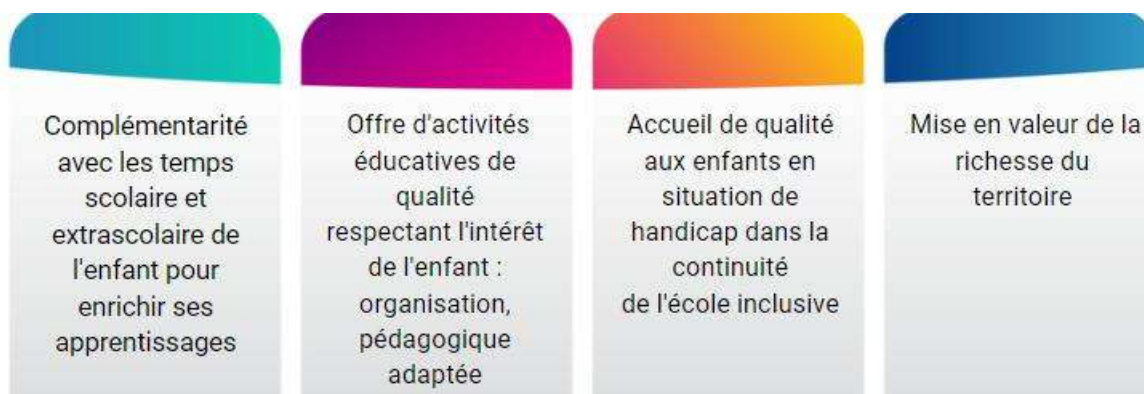 Complémentarité
avec les temps
scolaire et
extrascolaire de
l'enfant pour
enrichir ses
apprentissages
Offre d'activités
éducatives de
qualité
respectant l'intérêt
de l'enfant :
organisation,
pédagogique
adaptée
Accueil de qualité
aux enfants en
situation de
handicap dans la
continuité
de l'école inclusive
Mise en valeur de la
richesse du
territoire